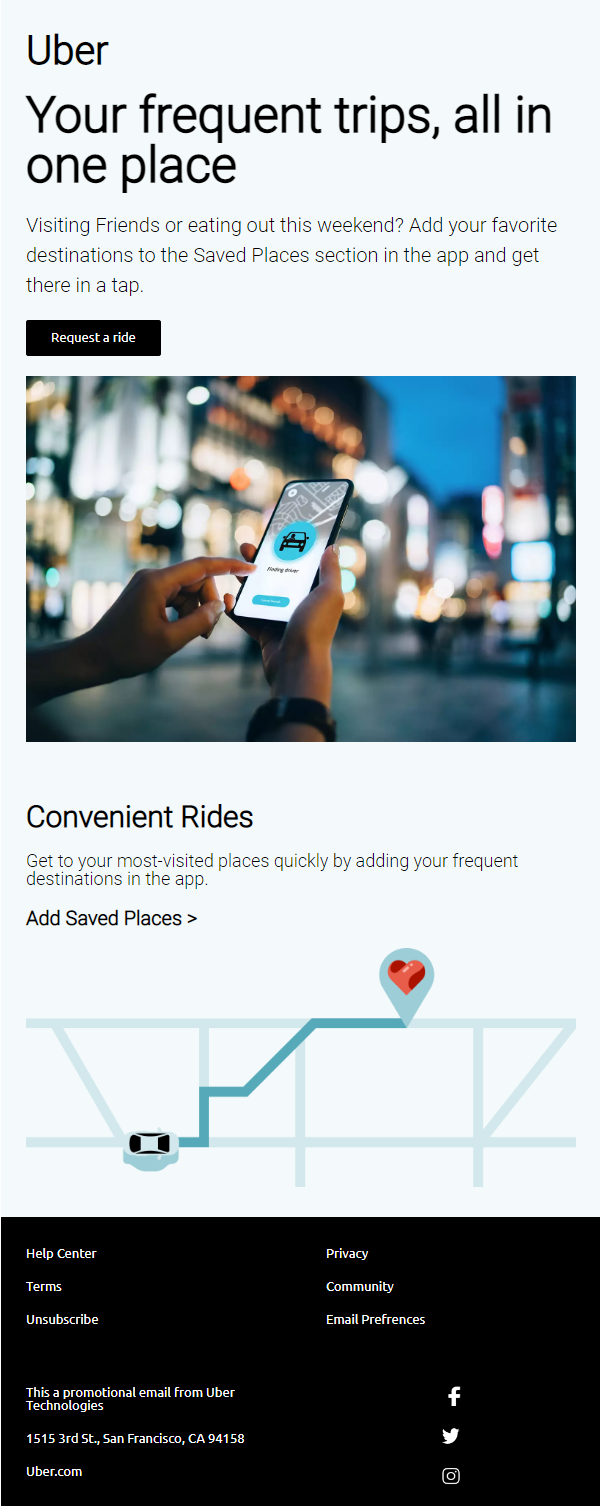 Uber
Your frequent trips, all in
one place
Visiting Friends or eating out this weekend? Add your favorite
destinations to the Saved Places section in the app and get
there in a tap.
Request a ride
Finding driver
Convenient Rides
Get to your most-visited places quickly by adding your frequent
destinations in the app.
Add Saved Places >
Help Center
Privacy
Terms
Community
Unsubscribe
Email Prefrences
This a promotional email from Uber
Technologies
1515 3rd St., San Francisco, CA 94158
Uber.com